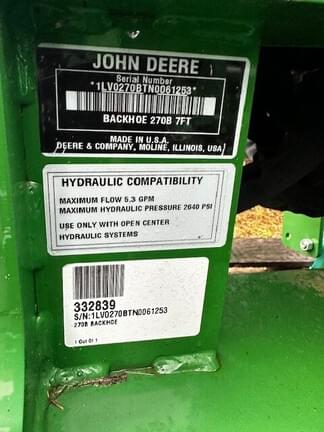 JOHN DEERE
Serial Number
*1LV0270BTN0061253*
BACKHOE 270B 7FT
MADE IN U.S.A.
DEERE & COMPANY, MOLINE, ILLINOIS, USA
HYDRAULIC COMPATIBILITY
MAXIMUM FLOW 5.3 GPM
MAXIMUM HYDRAULIC PRESSURE 2640 PSI
USE ONLY WITH OPEN CENTER
HYDRAULIC SYSTEMS
332839
S/N:1LV0270BTN0061253
270B BACKHOE
1 Out Of 1